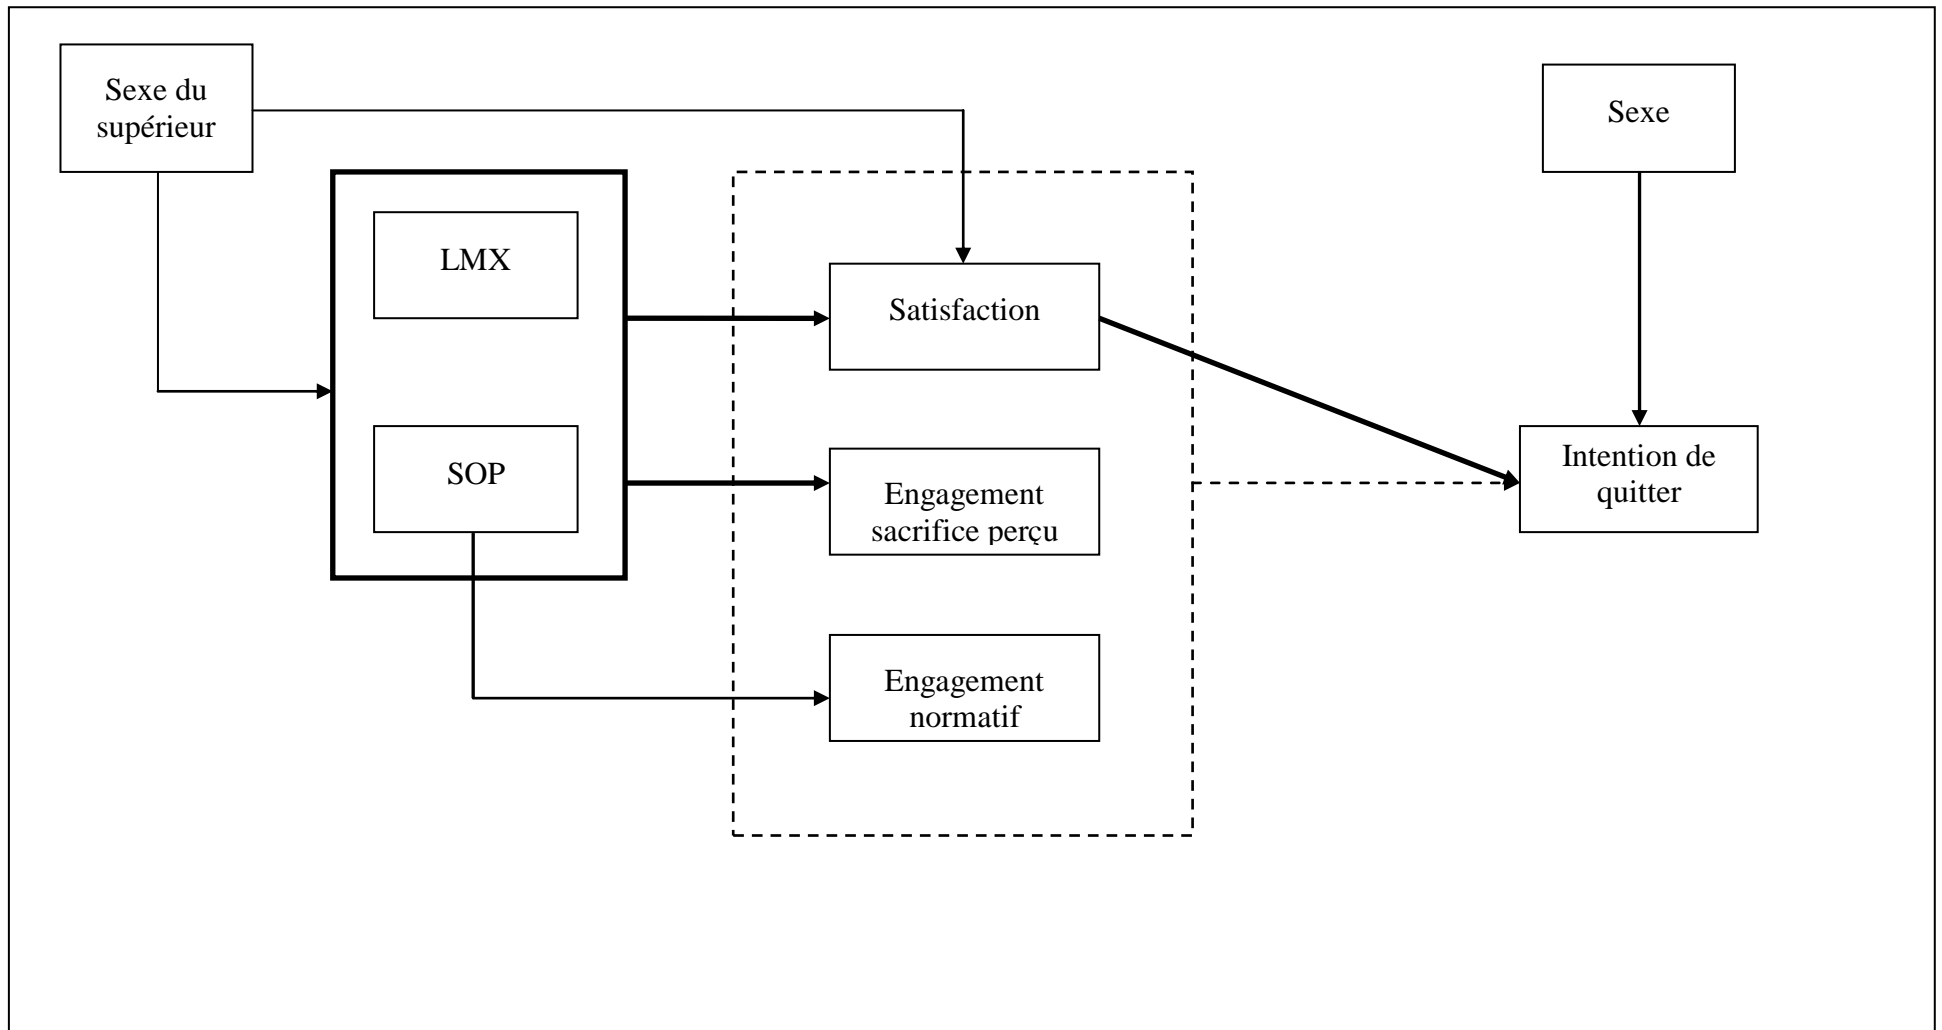 Sexe du
supérieur
Sexe
LMX
Satisfaction
SOP
Intention de
quitter
Engagement
sacrifice perçu
Engagement
normatif